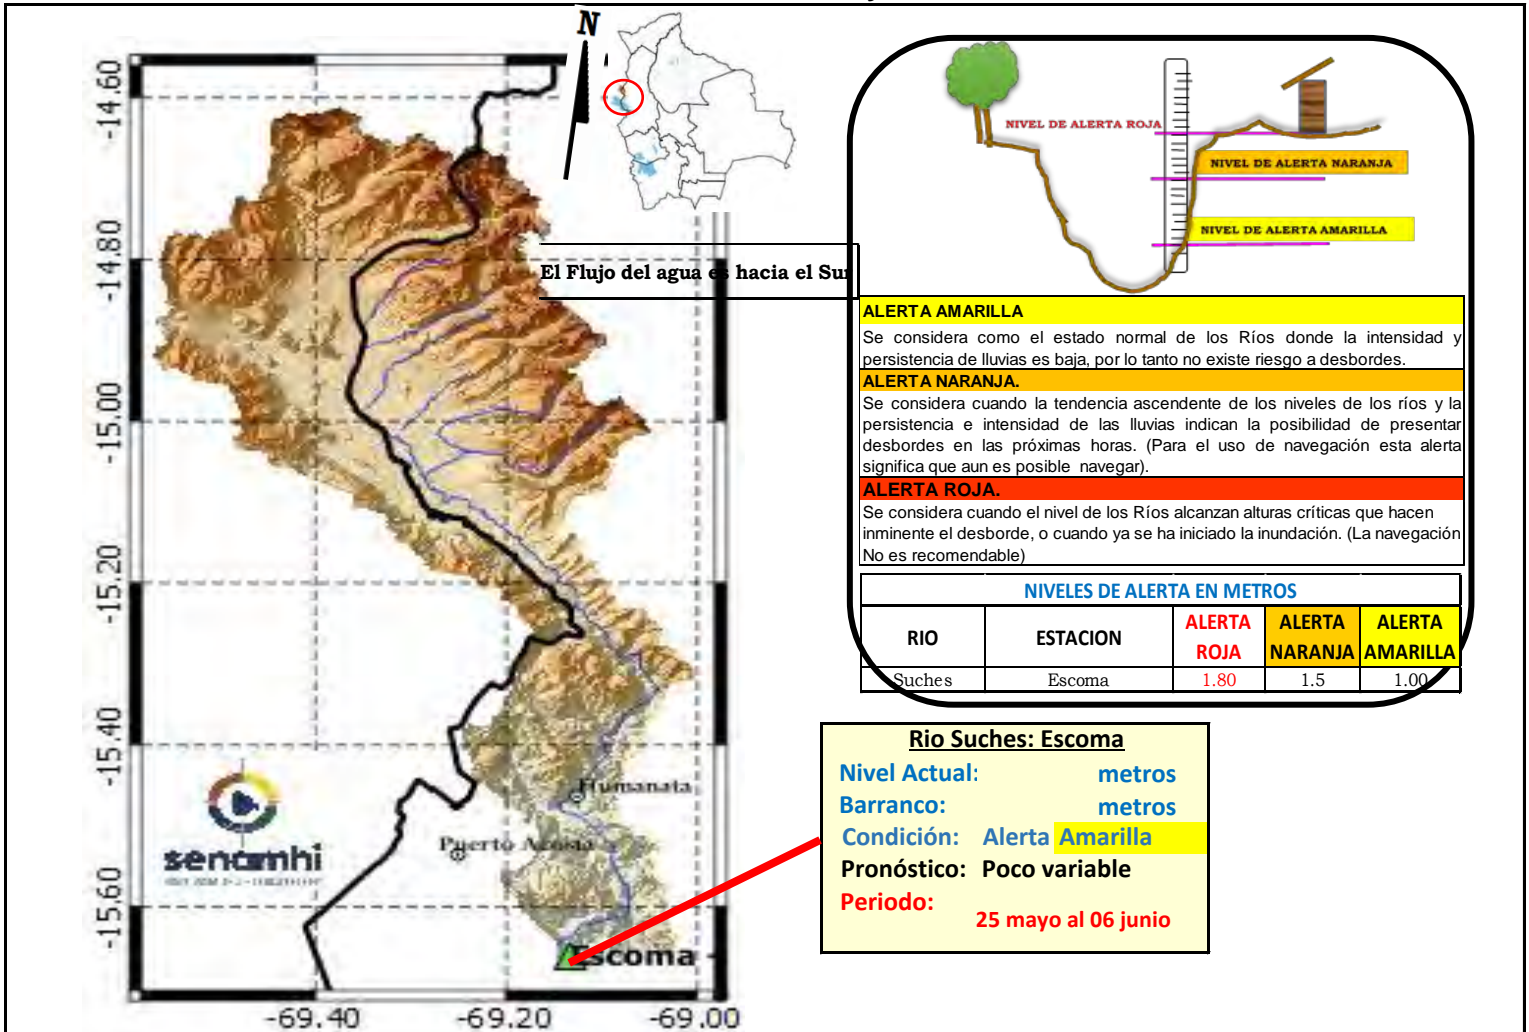 N
-14.60
-14.80
-15.00
-15.20
-15.40
-15.60
-69.40
-69.20
-69.00
El Flujo del agua es hacia el Sur
Humanata
Puerto Acosta
Escoma
senamhi
NIVEL DE ALERTA ROJA
NIVEL DE ALERTA NARANJA
NIVEL DE ALERTA AMARILLA
ALERTA AMARILLA
Se considera como el estado normal de los Ríos donde la intensidad y
persistencia de lluvias es baja, por lo tanto no existe riesgo a desbordes.
ALERTA NARANJA.
Se considera cuando la tendencia ascendente de los niveles de los ríos y la
persistencia e intensidad de las lluvias indican la posibilidad de presentar
desbordes en las próximas horas. (Para el uso de navegación esta alerta
significa que aun es posible navegar).
ALERTA ROJA.
Se considera cuando el nivel de los Ríos alcanzan alturas críticas que hacen
inminente el desborde, o cuando ya se ha iniciado la inundación. (La navegación
No es recomendable)
NIVELES DE ALERTA EN METROS
RIO ESTACION ALERTA ROJA ALERTA NARANJA ALERTA AMARILLA
Suches Escoma 1.80 1.5 1.00
Rio Suches: Escoma
Nivel Actual: metros
Barranco: metros
Condición: Alerta Amarilla
Pronóstico: Poco variable
Periodo:
25 mayo al 06 junio